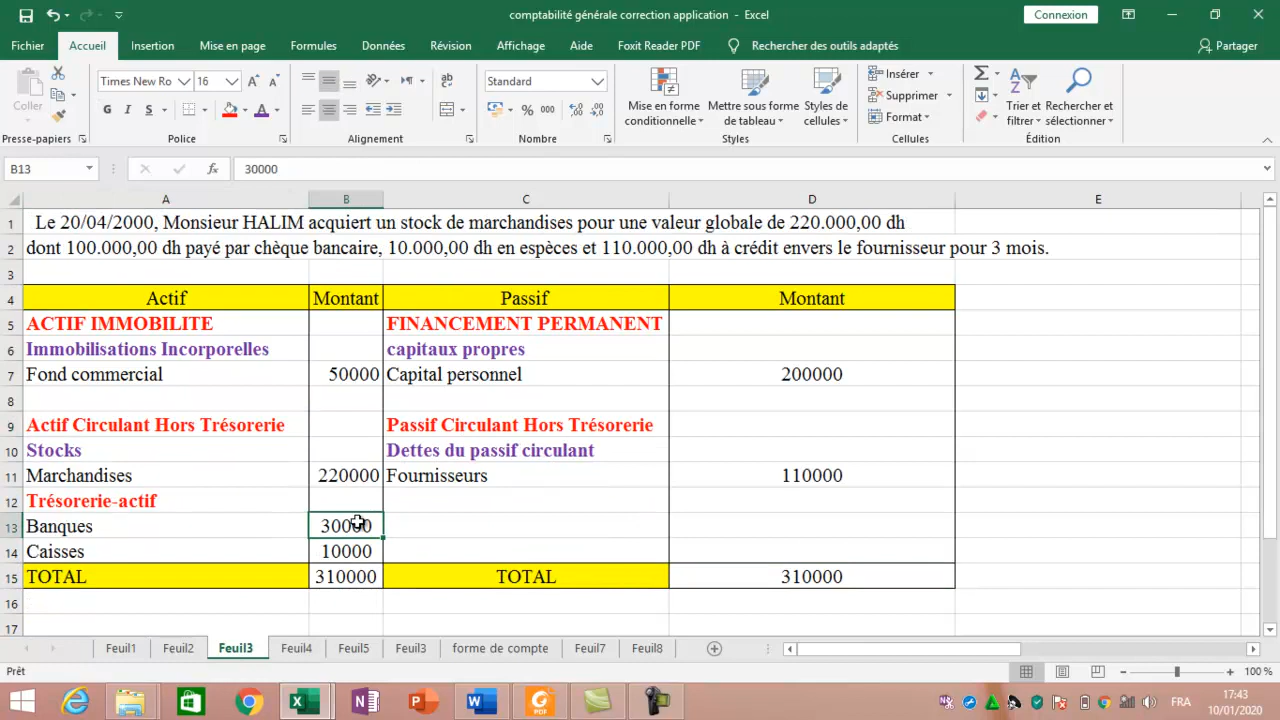 comptabilité générale correction application - Excel
Connexion
Fichier Accueil Insertion Mise en page Formules Données Révision Affichage Aide Foxit Reader PDF Rechercher des outils adaptés Partager
Coller
Times New Ro 16
G I S
Standard
% 000
Mise en forme conditionnelle
Mettre sous forme de tableau
Styles de cellules
Insérer
Supprimer
Format
Trier et filtrer
Rechercher et sélectionner
Presse-papiers Police Alignement Nombre Styles Cellules Édition
B13 fx 30000
A B C D E
1 Le 20/04/2000, Monsieur HALIM acquiert un stock de marchandises pour une valeur globale de 220.000,00 dh
2 dont 100.000,00 dh payé par chèque bancaire, 10.000,00 dh en espèces et 110.000,00 dh à crédit envers le fournisseur pour 3 mois.
3
4 Actif Montant Passif Montant
5 ACTIF IMMOBILITE FINANCEMENT PERMANENT
6 Immobilisations Incorporelles capitaux propres
7 Fond commercial 50000 Capital personnel 200000
8
9 Actif Circulant Hors Trésorerie Passif Circulant Hors Trésorerie
10 Stocks Dettes du passif circulant
11 Marchandises 220000 Fournisseurs 110000
12 Trésorerie-actif
13 Banques 30000
14 Caisses 10000
15 TOTAL 310000 TOTAL 310000
16
17
Feuil1 Feuil2 Feuil3 Feuil4 Feuil5 Feuil3 forme de compte Feuil7 Feuil8
Prêt 100 %
FRA
17:43
10/01/2020